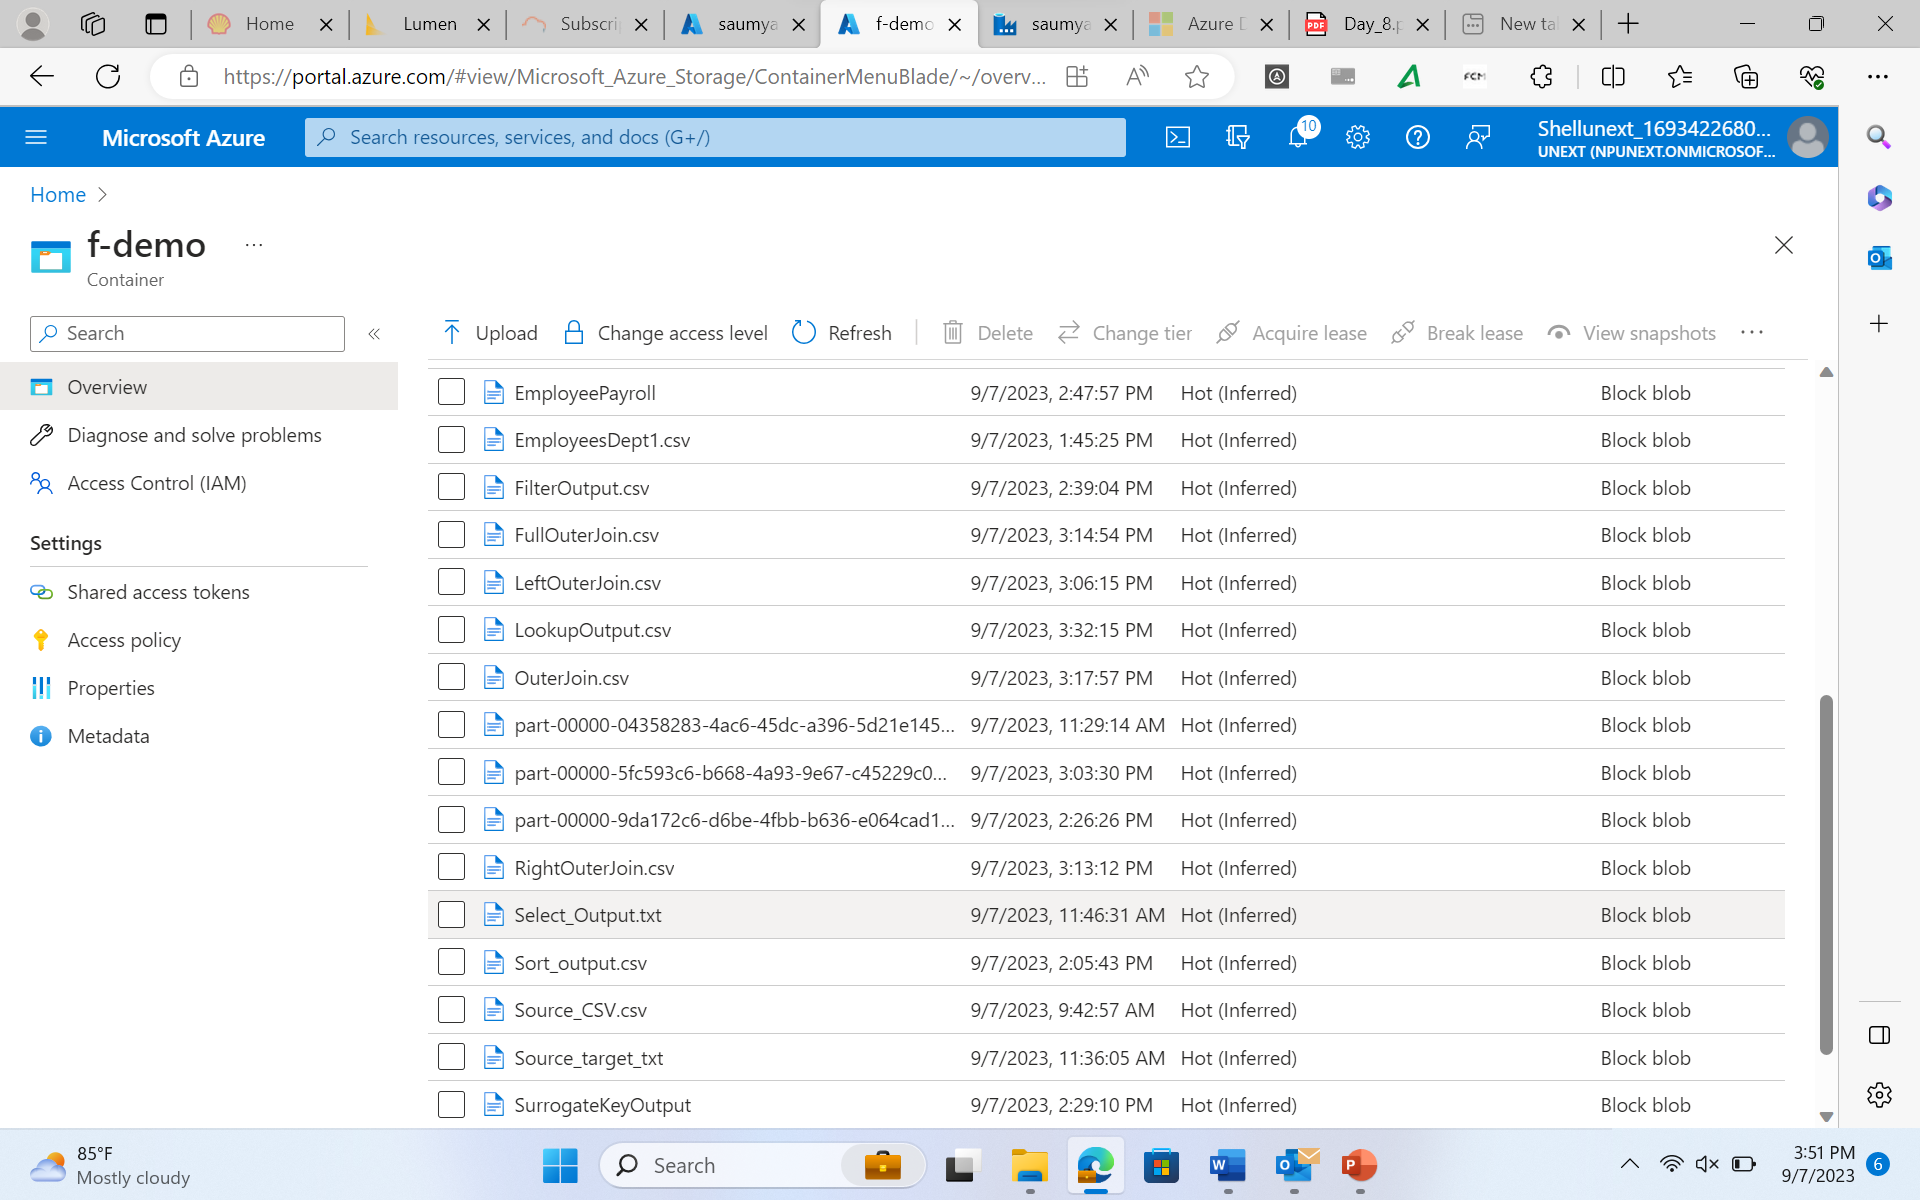 Home
Lumen
Subscri
saumya
f-demo
saumya
Azure D
PDF
Day_8.p
New tal
https://portal.azure.com/#view/Microsoft_Azure_Storage/ContainerMenuBlade/~/overv...
FCM
Microsoft Azure
Search resources, services, and docs (G+/)
10
Shellunext_1693422680...
UNEXT (NPUNEXT.ONMICROSOF...
Home >
f-demo ...
Container
Search
Upload Change access level Refresh Delete Change tier Acquire lease Break lease View snapshots ...
Overview
Diagnose and solve problems
Access Control (IAM)
Settings
Shared access tokens
Access policy
Properties
Metadata
EmployeePayroll 9/7/2023, 2:47:57 PM Hot (Inferred) Block blob
EmployeesDept1.csv 9/7/2023, 1:45:25 PM Hot (Inferred) Block blob
FilterOutput.csv 9/7/2023, 2:39:04 PM Hot (Inferred) Block blob
FullOuterJoin.csv 9/7/2023, 3:14:54 PM Hot (Inferred) Block blob
LeftOuterJoin.csv 9/7/2023, 3:06:15 PM Hot (Inferred) Block blob
LookupOutput.csv 9/7/2023, 3:32:15 PM Hot (Inferred) Block blob
OuterJoin.csv 9/7/2023, 3:17:57 PM Hot (Inferred) Block blob
part-00000-04358283-4ac6-45dc-a396-5d21e145... 9/7/2023, 11:29:14 AM Hot (Inferred) Block blob
part-00000-5fc593c6-b668-4a93-9e67-c45229c0... 9/7/2023, 3:03:30 PM Hot (Inferred) Block blob
part-00000-9da172c6-d6be-4fbb-b636-e064cad1... 9/7/2023, 2:26:26 PM Hot (Inferred) Block blob
RightOuterJoin.csv 9/7/2023, 3:13:12 PM Hot (Inferred) Block blob
Select_Output.txt 9/7/2023, 11:46:31 AM Hot (Inferred) Block blob
Sort_output.csv 9/7/2023, 2:05:43 PM Hot (Inferred) Block blob
Source_CSV.csv 9/7/2023, 9:42:57 AM Hot (Inferred) Block blob
Source_target_txt 9/7/2023, 11:36:05 AM Hot (Inferred) Block blob
SurrogateKeyOutput 9/7/2023, 2:29:10 PM Hot (Inferred) Block blob
85°F
Mostly cloudy
Search
3:51 PM
9/7/2023
6